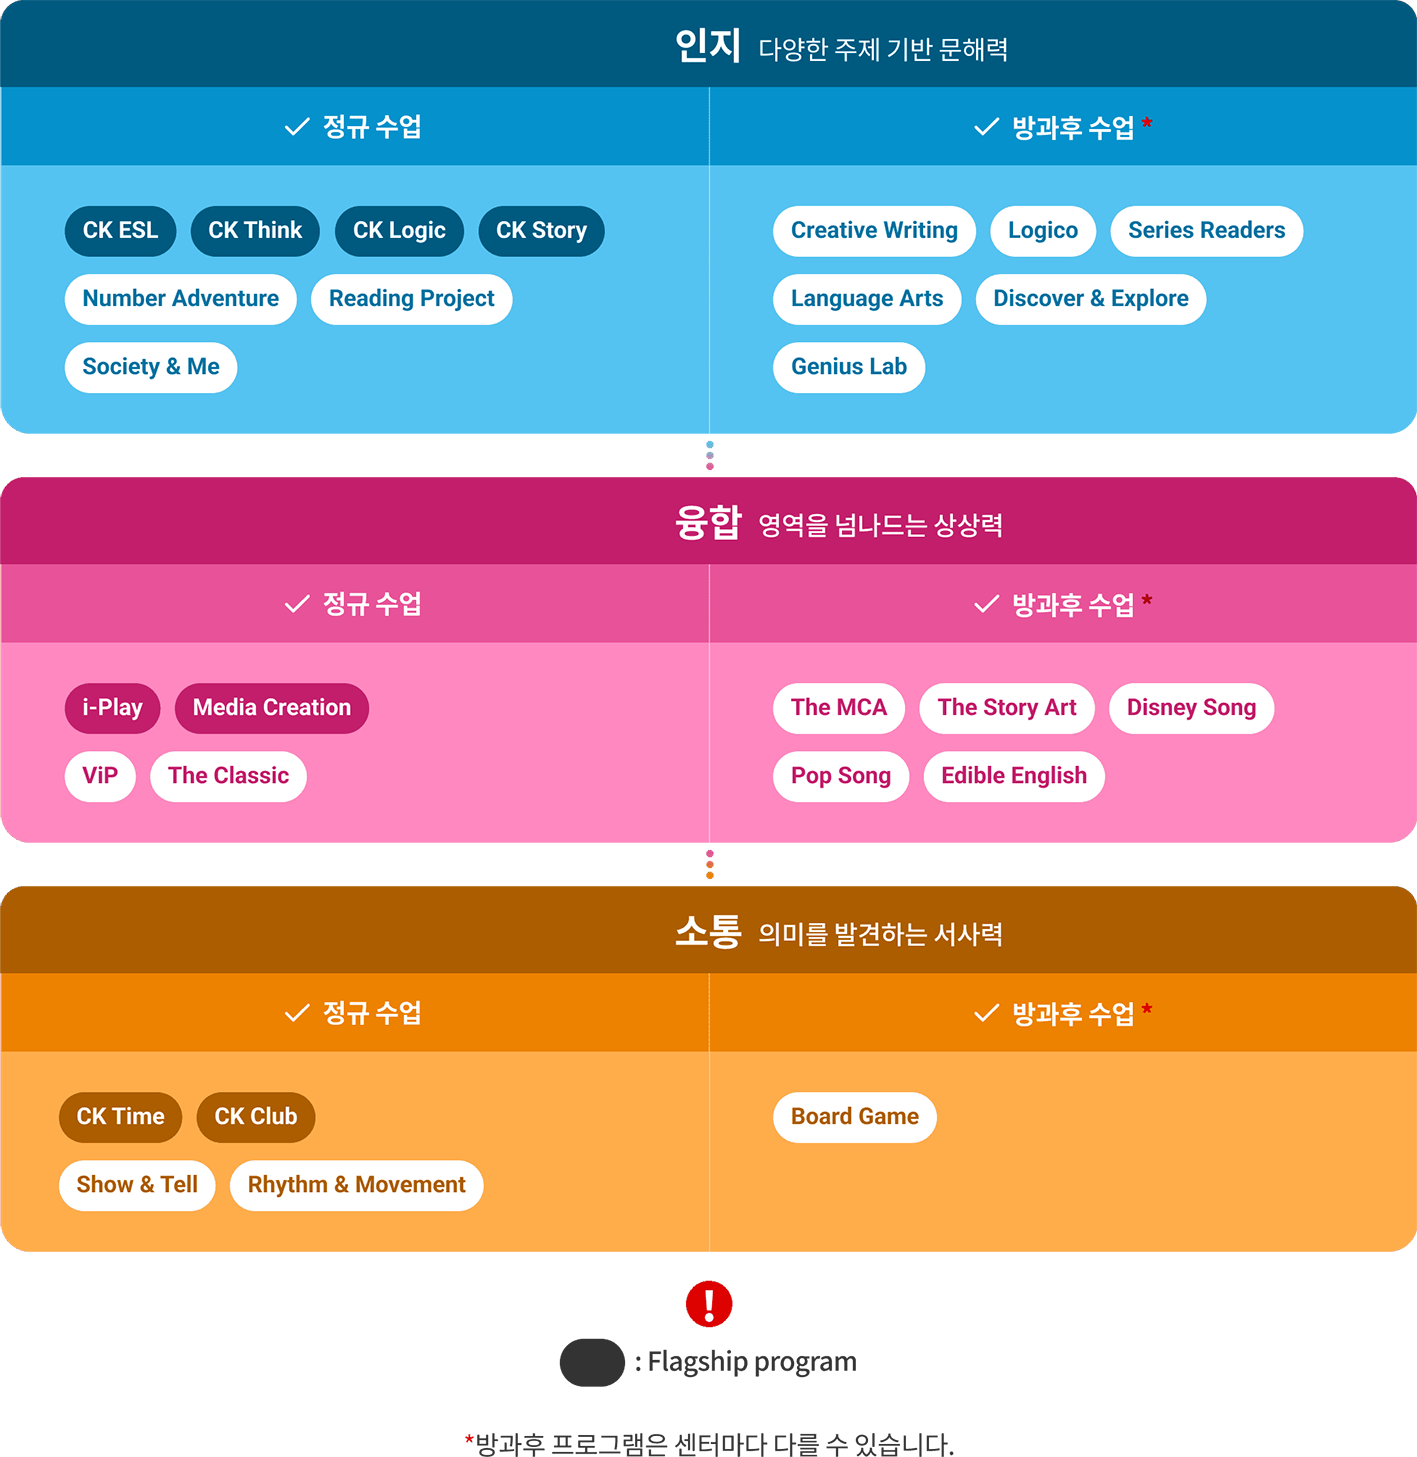 인지 다양한 주제 기반 문해력
정규 수업
방과후 수업 *
CK ESL CK Think CK Logic CK Story
Number Adventure Reading Project
Society & Me
Creative Writing Logico Series Readers
Language Arts Discover & Explore
Genius Lab
융합 영역을 넘나드는 상상력
정규 수업
방과후 수업 *
i-Play Media Creation
ViP The Classic
The MCA The Story Art Disney Song
Pop Song Edible English
소통 의미를 발견하는 서사력
정규 수업
방과후 수업 *
CK Time CK Club
Show & Tell Rhythm & Movement
Board Game
!
: Flagship program
*방과후 프로그램은 센터마다 다를 수 있습니다.